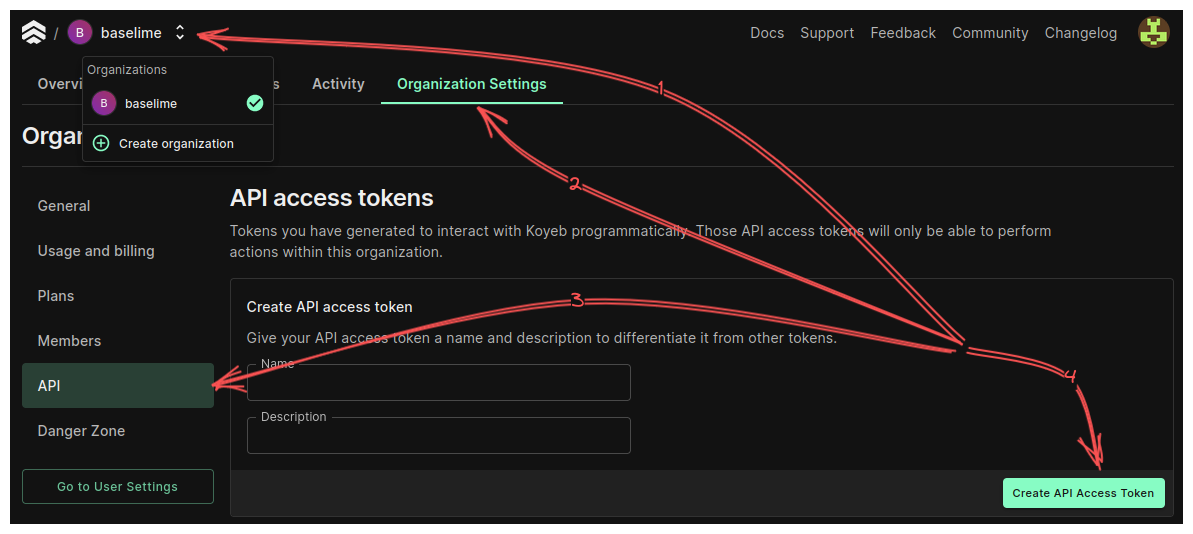 / B baselime Docs Support Feedback Community Changelog
Organizations
B baselime
Create organization
Activity Organization Settings
API access tokens
Tokens you have generated to interact with Koyeb programmatically. Those API access tokens will only be able to perform
actions within this organization.
General
Usage and billing
Plans
Members
API
Danger Zone
Go to User Settings
Create API access token
Give your API access token a name and description to differentiate it from other tokens.
Name
Description
Create API Access Token
1
2
3
4